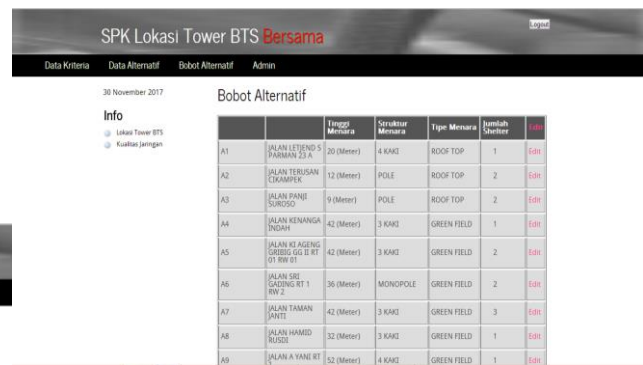 SPK Lokasi Tower BTS Bersama
Logout
Data Kriteria Data Alternatif Bobot Alternatif Admin
30 November 2017
Info
Lokasi Tower BTS
Kualitas Jaringan
Bobot Alternatif
Tinggi Menara Struktur Menara Tipe Menara Jumlah Shelter Edit
A1 JALAN LETJEND S PARMAN 23 A 20 (Meter) 4 KAKI ROOF TOP 1 Edit
A2 JALAN TERUSAN CIKAMPEK 12 (Meter) POLE ROOF TOP 2 Edit
A3 JALAN PANJI SUROSO 9 (Meter) POLE ROOF TOP 2 Edit
A4 JALAN KENANGA INDAH 42 (Meter) 3 KAKI GREEN FIELD 1 Edit
A5 JALAN KI AGENG GRIBIG GG II RT 01 RW 01 42 (Meter) 3 KAKI GREEN FIELD 2 Edit
A6 JALAN SRI GADING RT 1 RW 2 36 (Meter) MONOPOLE GREEN FIELD 2 Edit
A7 JALAN TAMAN JANTI 42 (Meter) 3 KAKI GREEN FIELD 3 Edit
A8 JALAN HAMID RUSDI 32 (Meter) 3 KAKI GREEN FIELD 1 Edit
A9 JALAN A YANI RT 52 (Meter) 4 KAKI GREEN FIELD 1 Edit